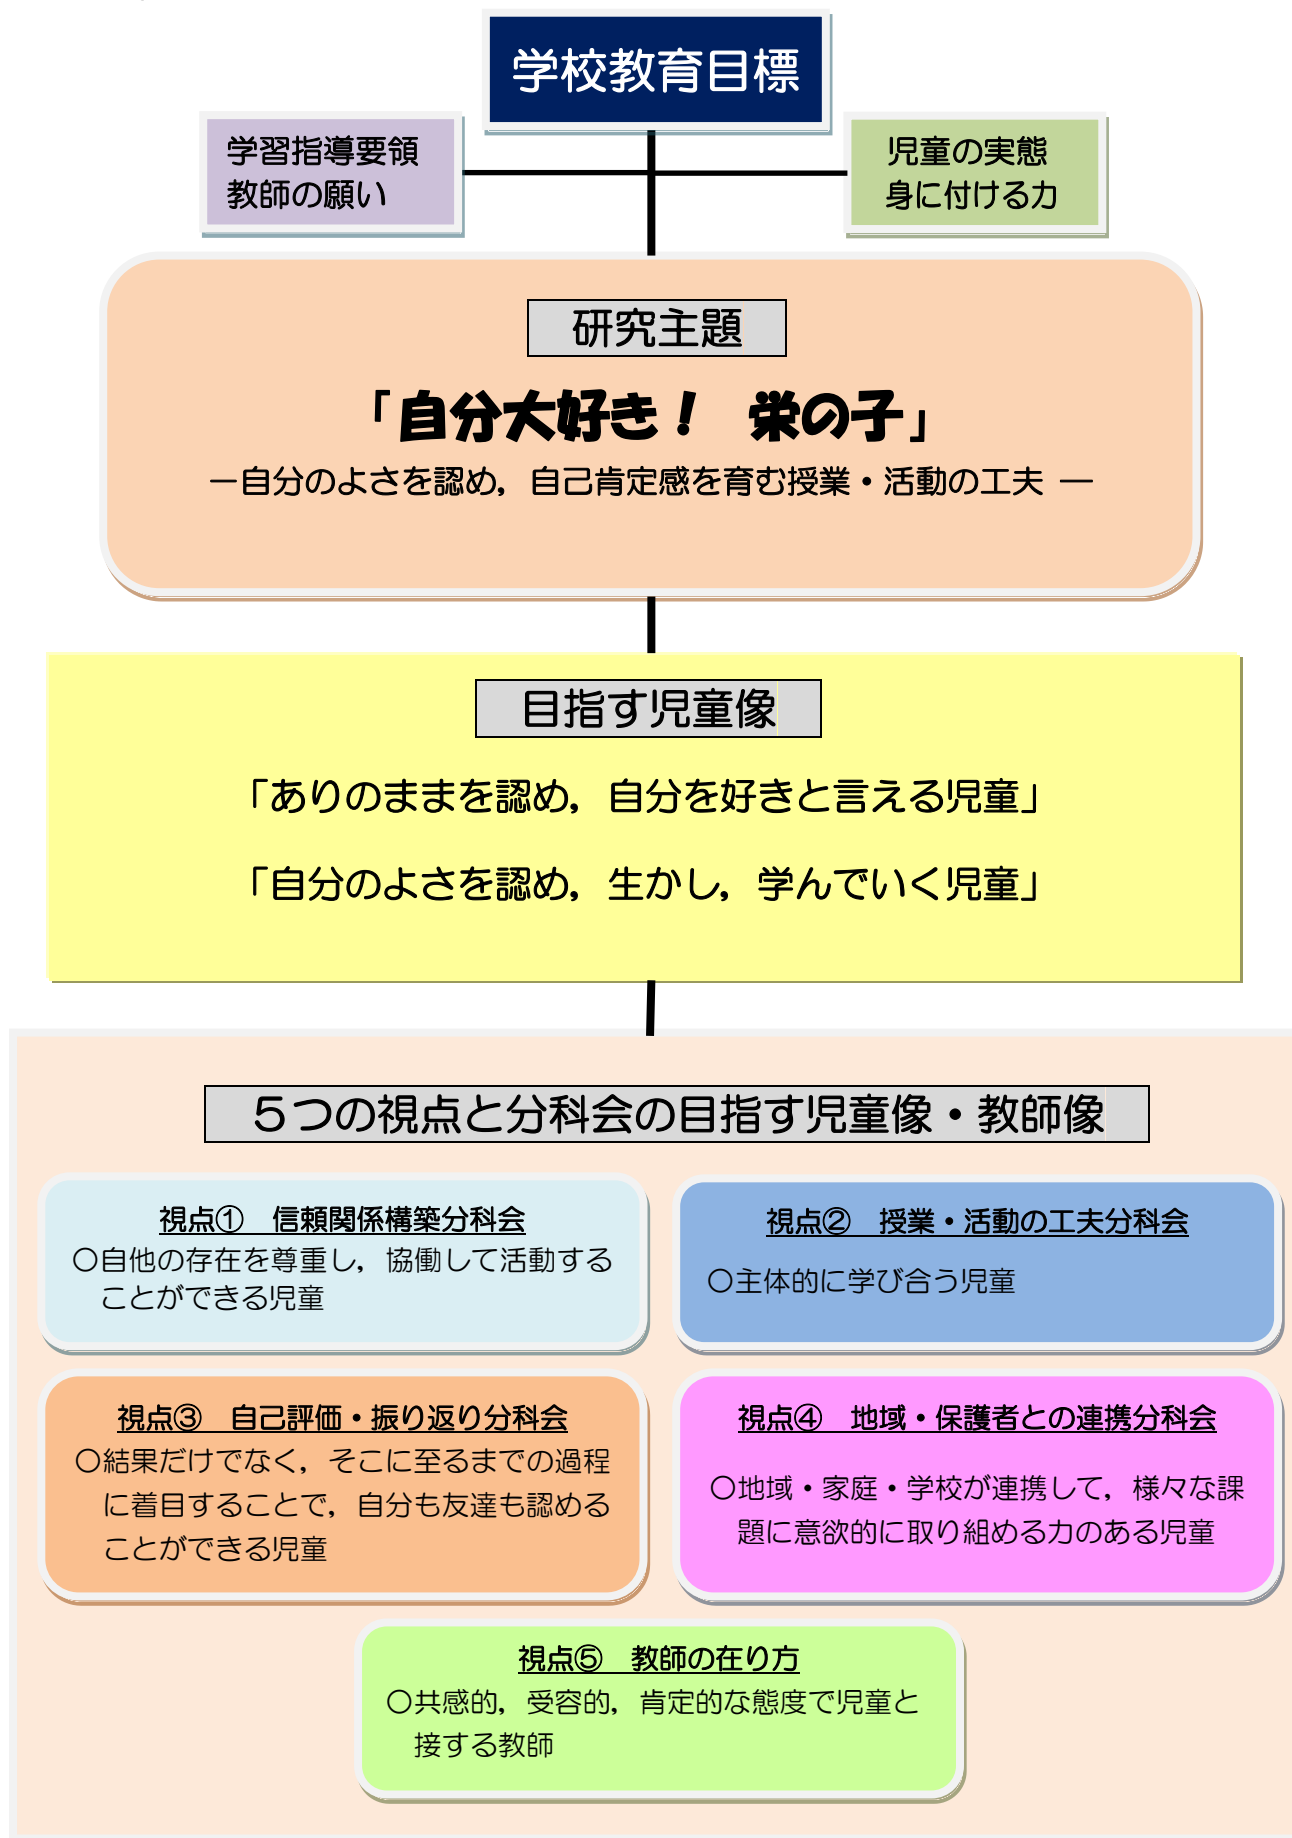 学校教育目標
学習指導要領
教師の願い
児童の実態
身に付ける力
研究主題
「自分大好き！　栄の子」
－自分のよさを認め，自己肯定感を育む授業・活動の工夫 ―
目指す児童像
「ありのままを認め，自分を好きと言える児童」
「自分のよさを認め，生かし，学んでいく児童」
５つの視点と分科会の目指す児童像・教師像
視点①　信頼関係構築分科会
〇自他の存在を尊重し，協働して活動する
ことができる児童
視点②　授業・活動の工夫分科会
〇主体的に学び合う児童
視点③　自己評価・振り返り分科会
〇結果だけでなく，そこに至るまでの過程
に着目することで，自分も友達も認める
ことができる児童
視点④　地域・保護者との連携分科会
〇地域・家庭・学校が連携して，様々な課
題に意欲的に取り組める力のある児童
視点⑤　教師の在り方
〇共感的，受容的，肯定的な態度で児童と
接する教師